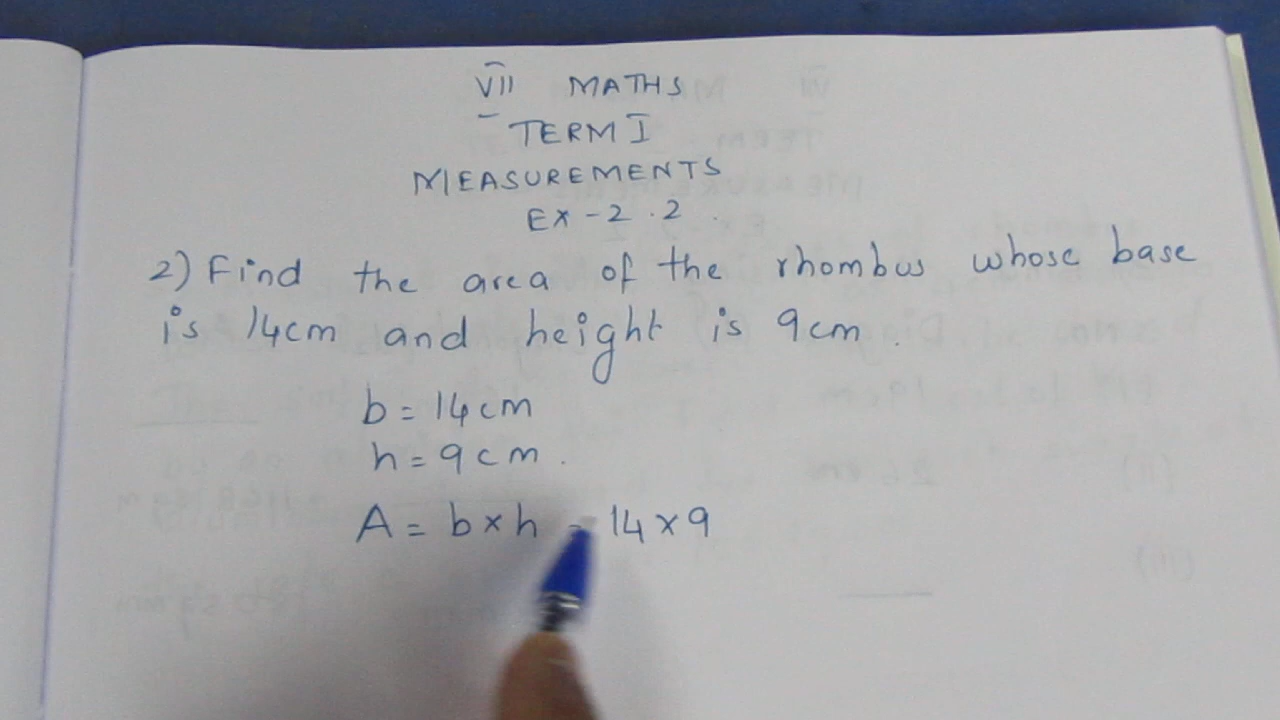 VII MATHS
TERM I
MEASUREMENTS
EX - 2.2.
2) Find the area of the rhombus whose base
is 14cm and height is 9cm.
b = 14cm
h = 9cm.
A = b × h = 14 × 9